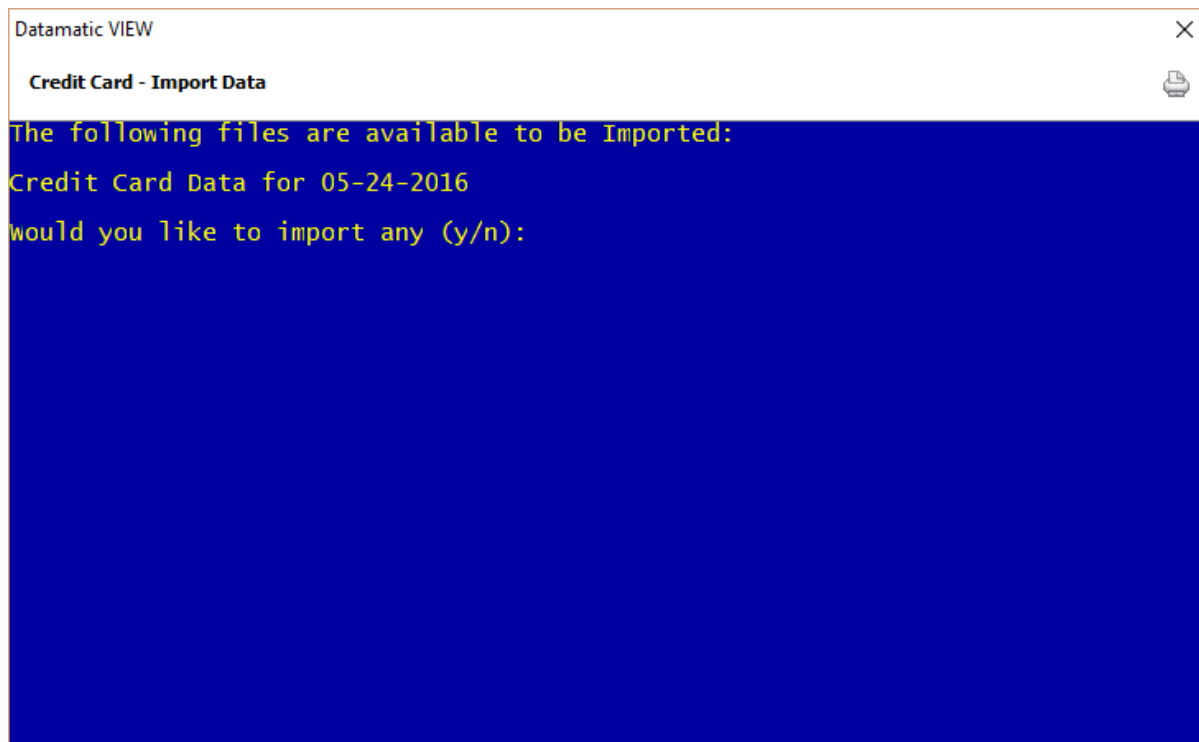 Datamatic VIEW
Credit Card - Import Data
The following files are available to be Imported:
Credit Card Data for 05-24-2016
Would you like to import any (y/n):